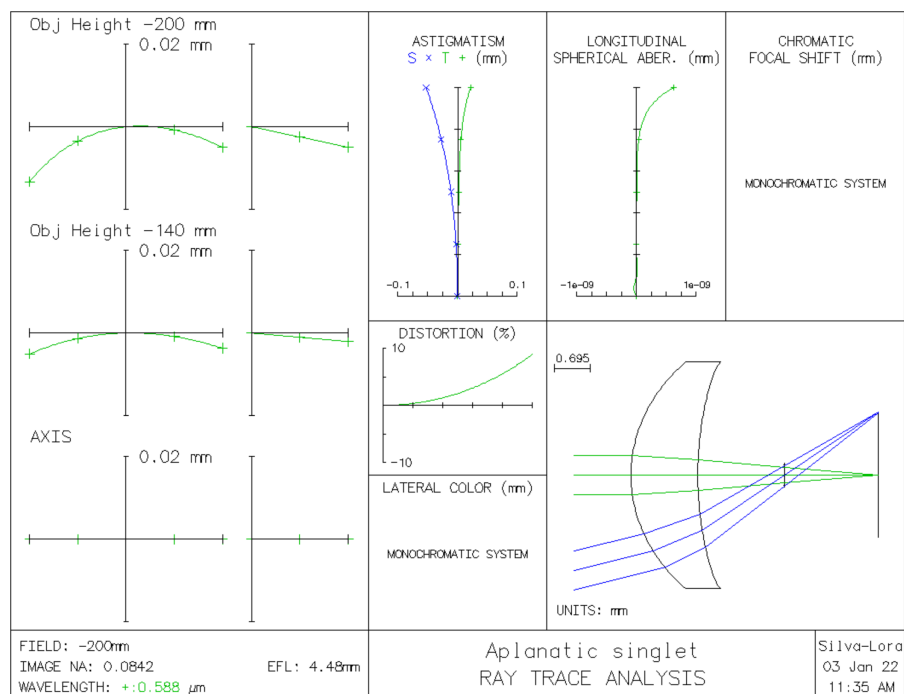 Obj Height -200 mm
0.02 mm
Obj Height -140 mm
0.02 mm
AXIS
0.02 mm
ASTIGMATISM
S × T + (mm)
-0.1
0.1
LONGITUDINAL
SPHERICAL ABER. (mm)
-1e-09
1e-09
CHROMATIC
FOCAL SHIFT (mm)
MONOCHROMATIC SYSTEM
DISTORTION (%)
10
-10
LATERAL COLOR (mm)
MONOCHROMATIC SYSTEM
0.695
UNITS: mm
FIELD: -200mm
IMAGE NA: 0.0842
EFL: 4.48mm
WAVELENGTH: +:0.588 µm
Aplanatic singlet
RAY TRACE ANALYSIS
Silva-Lora
03 Jan 22
11:35 AM